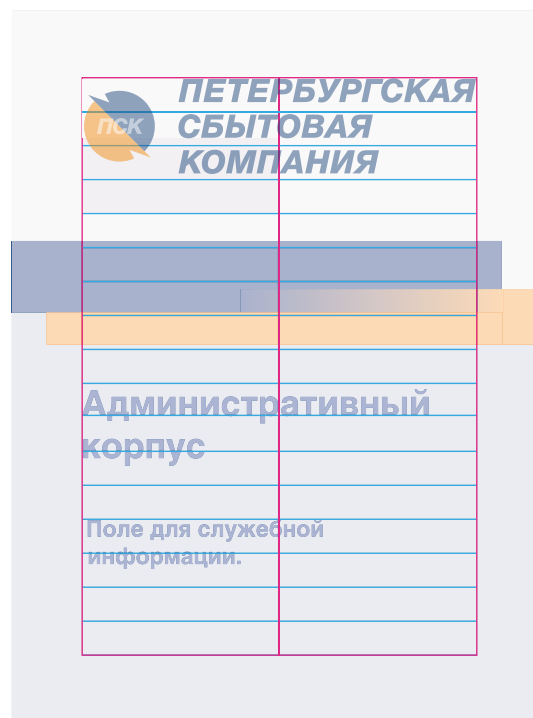 ПСК
ПЕТЕРБУРГСКАЯ
СБЫТОВАЯ
КОМПАНИЯ
Административный
корпус
Поле для служебной
информации.